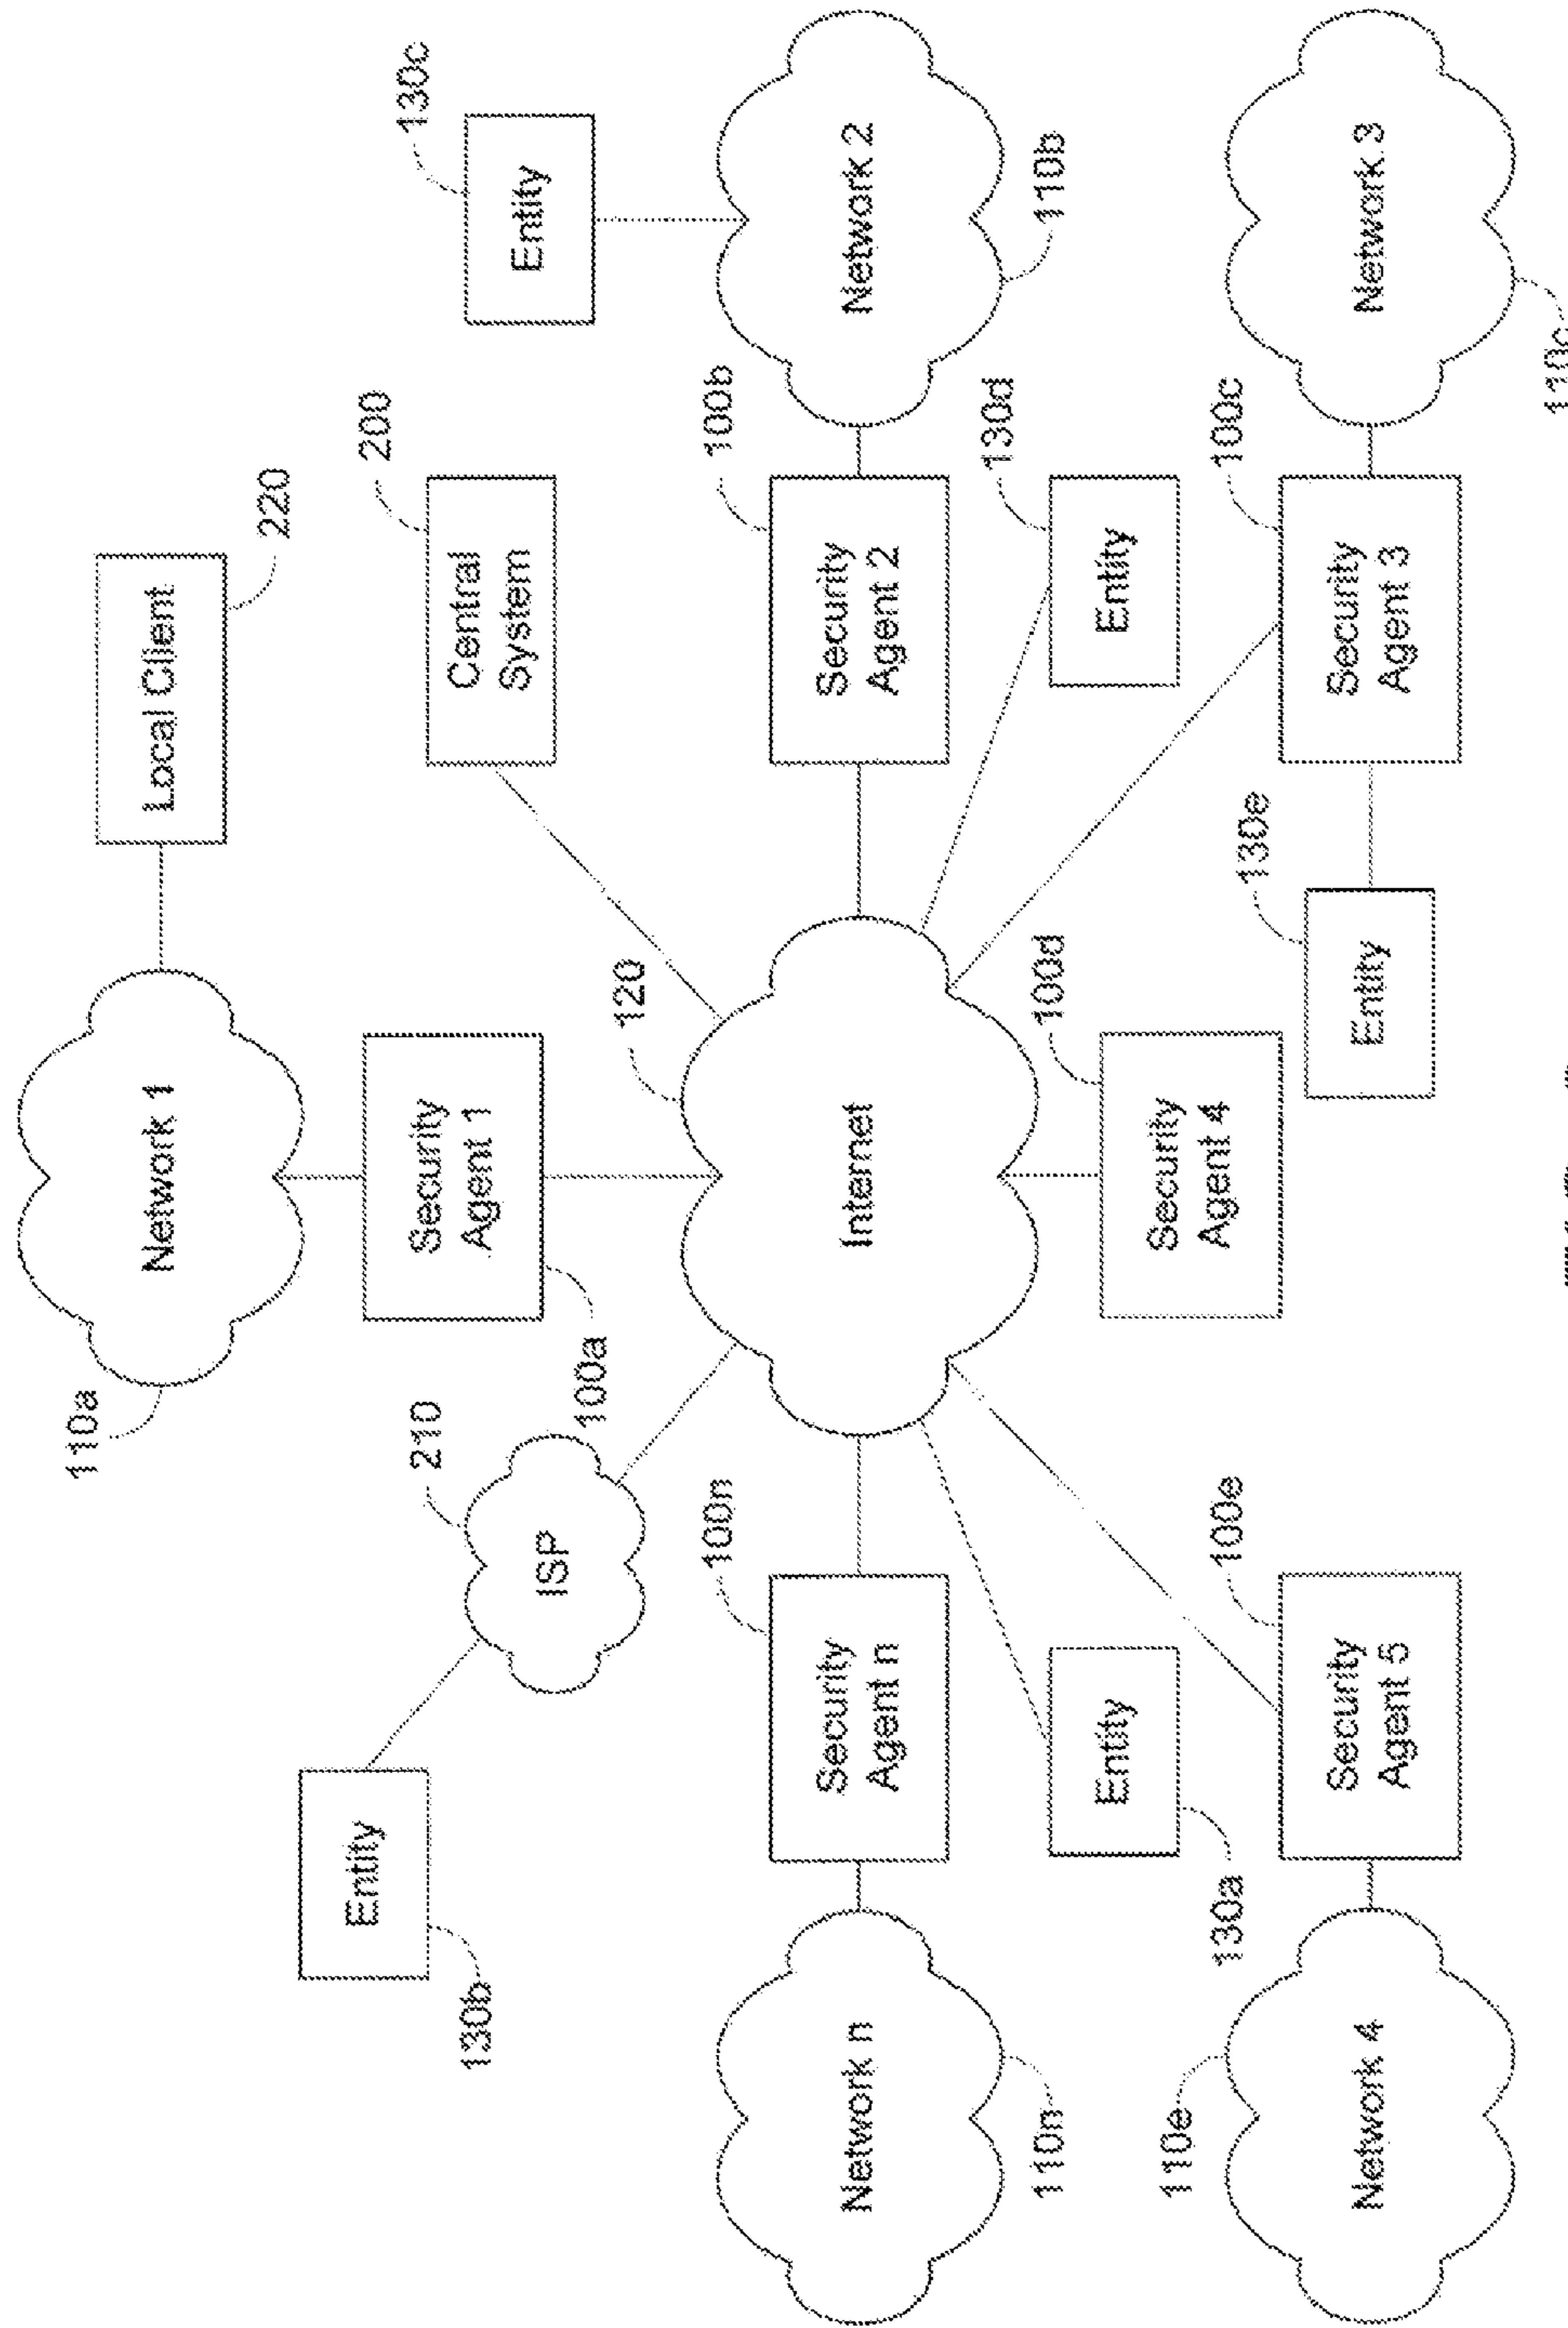 110a
Network 1
Local Client
220
Security
Agent 1
100a
130b
Entity
210
ISP
120
Internet
200
Central
System
130c
Entity
Network n
110n
100n
Security
Agent n
100b
Security
Agent 2
Network 2
110b
130a
Entity
130d
Entity
110e
Network 4
100e
Security
Agent 5
100d
Security
Agent 4
130e
Entity
100c
Security
Agent 3
Network 3
110c